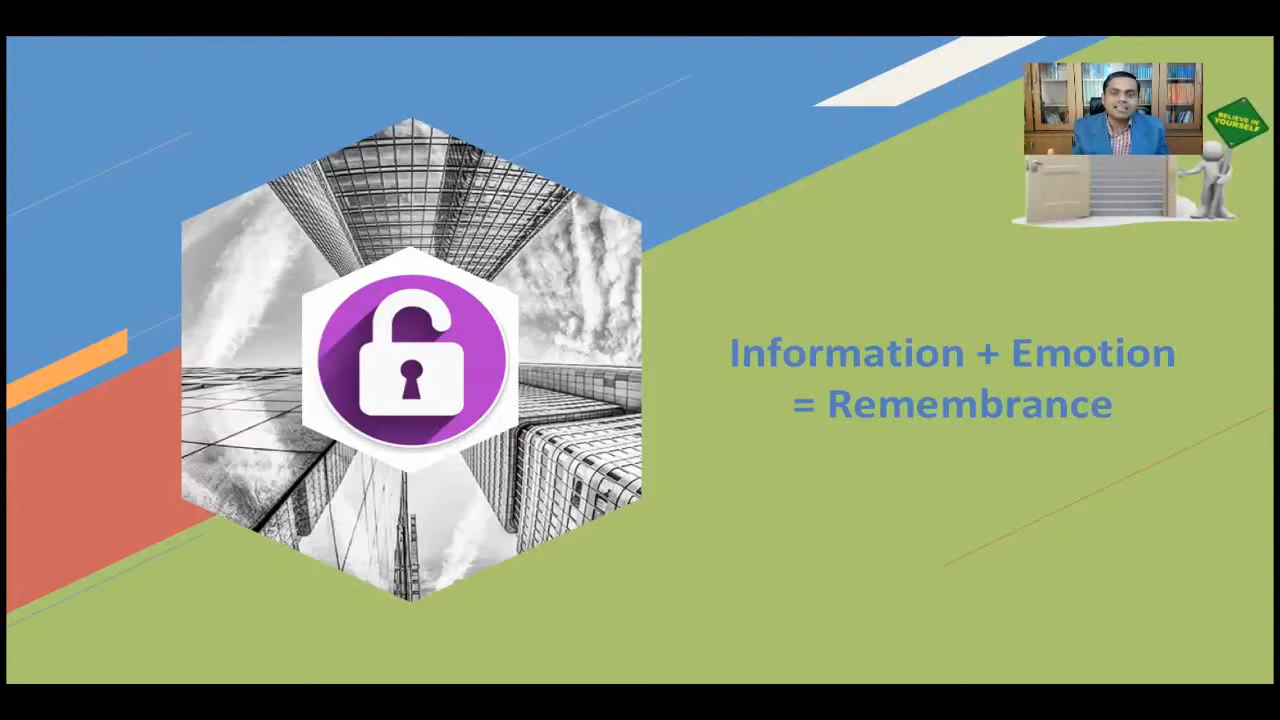 BELIEVE IN
YOURSELF
Information + Emotion
= Remembrance